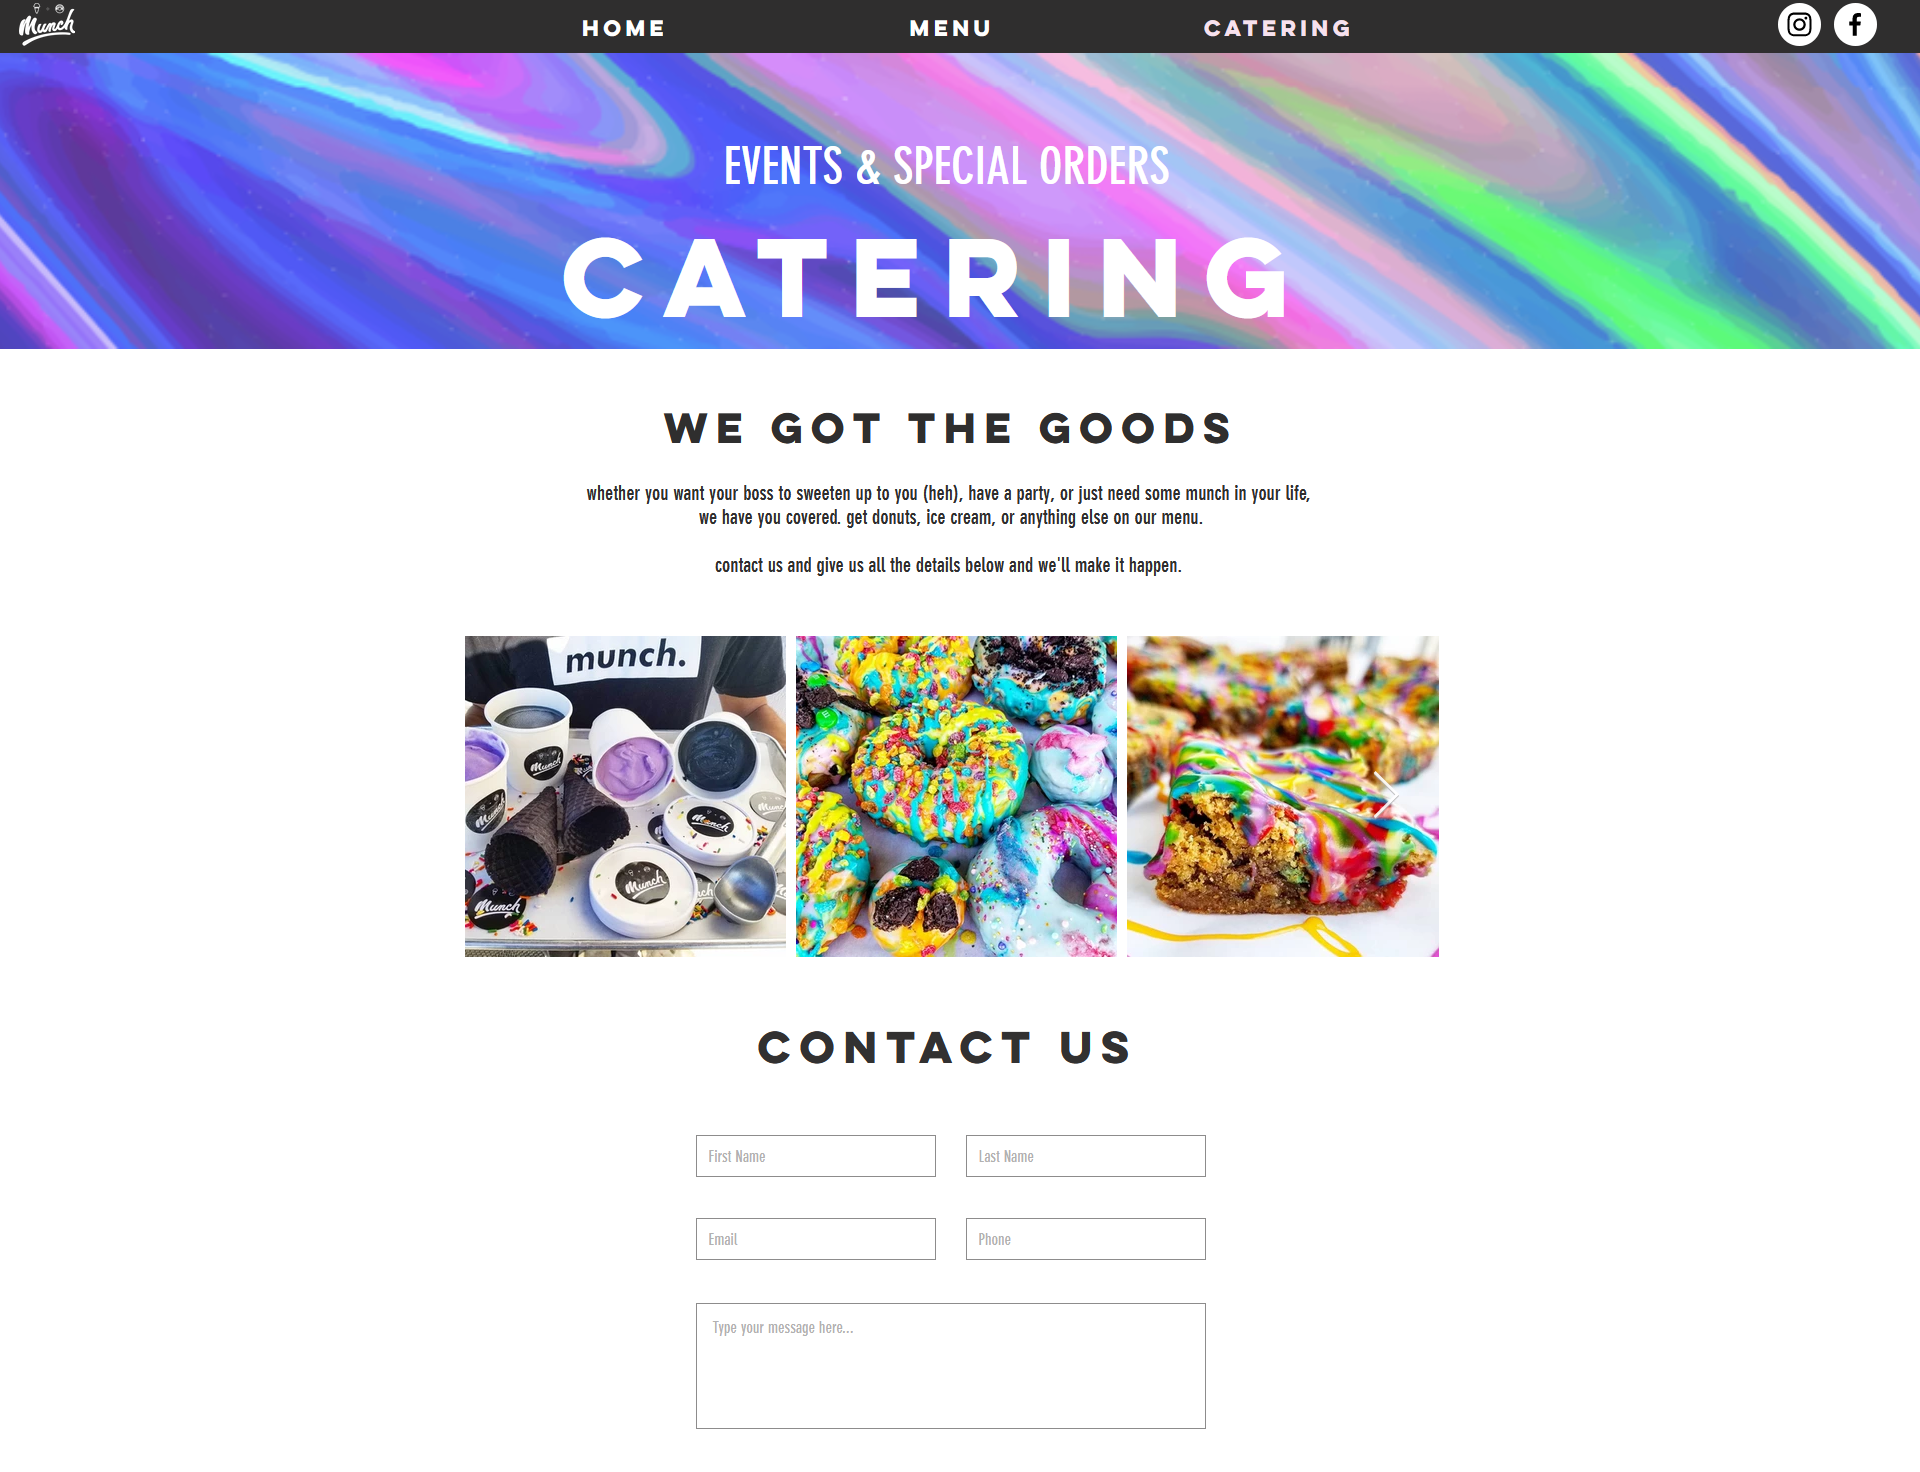 Munch
HOME
MENU
CATERING
EVENTS & SPECIAL ORDERS
CATERING
WE GOT THE GOODS
whether you want your boss to sweeten up to you (heh), have a party, or just need some munch in your life,
we have you covered. get donuts, ice cream, or anything else on our menu.
contact us and give us all the details below and we'll make it happen.
munch.
Munch
Munch
Munch
Munch
Munch
CONTACT US
First Name
Last Name
Email
Phone
Type your message here...